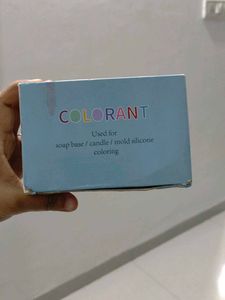 COLORANT
Used for
soap base / candle / mold silicone
coloring